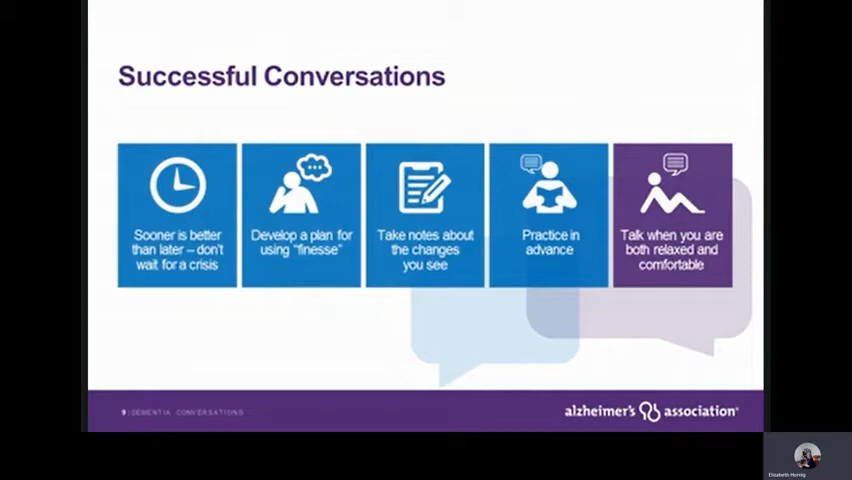 Successful Conversations
Sooner is better
than later – don't
wait for a crisis
Develop a plan for
using "finesse"
Take notes about
the changes
you see
Practice in
advance
Talk when you are
both relaxed and
comfortable
9 | DEMENTIA CONVERSATIONS
alzheimer's association®
Elizabeth Hornig